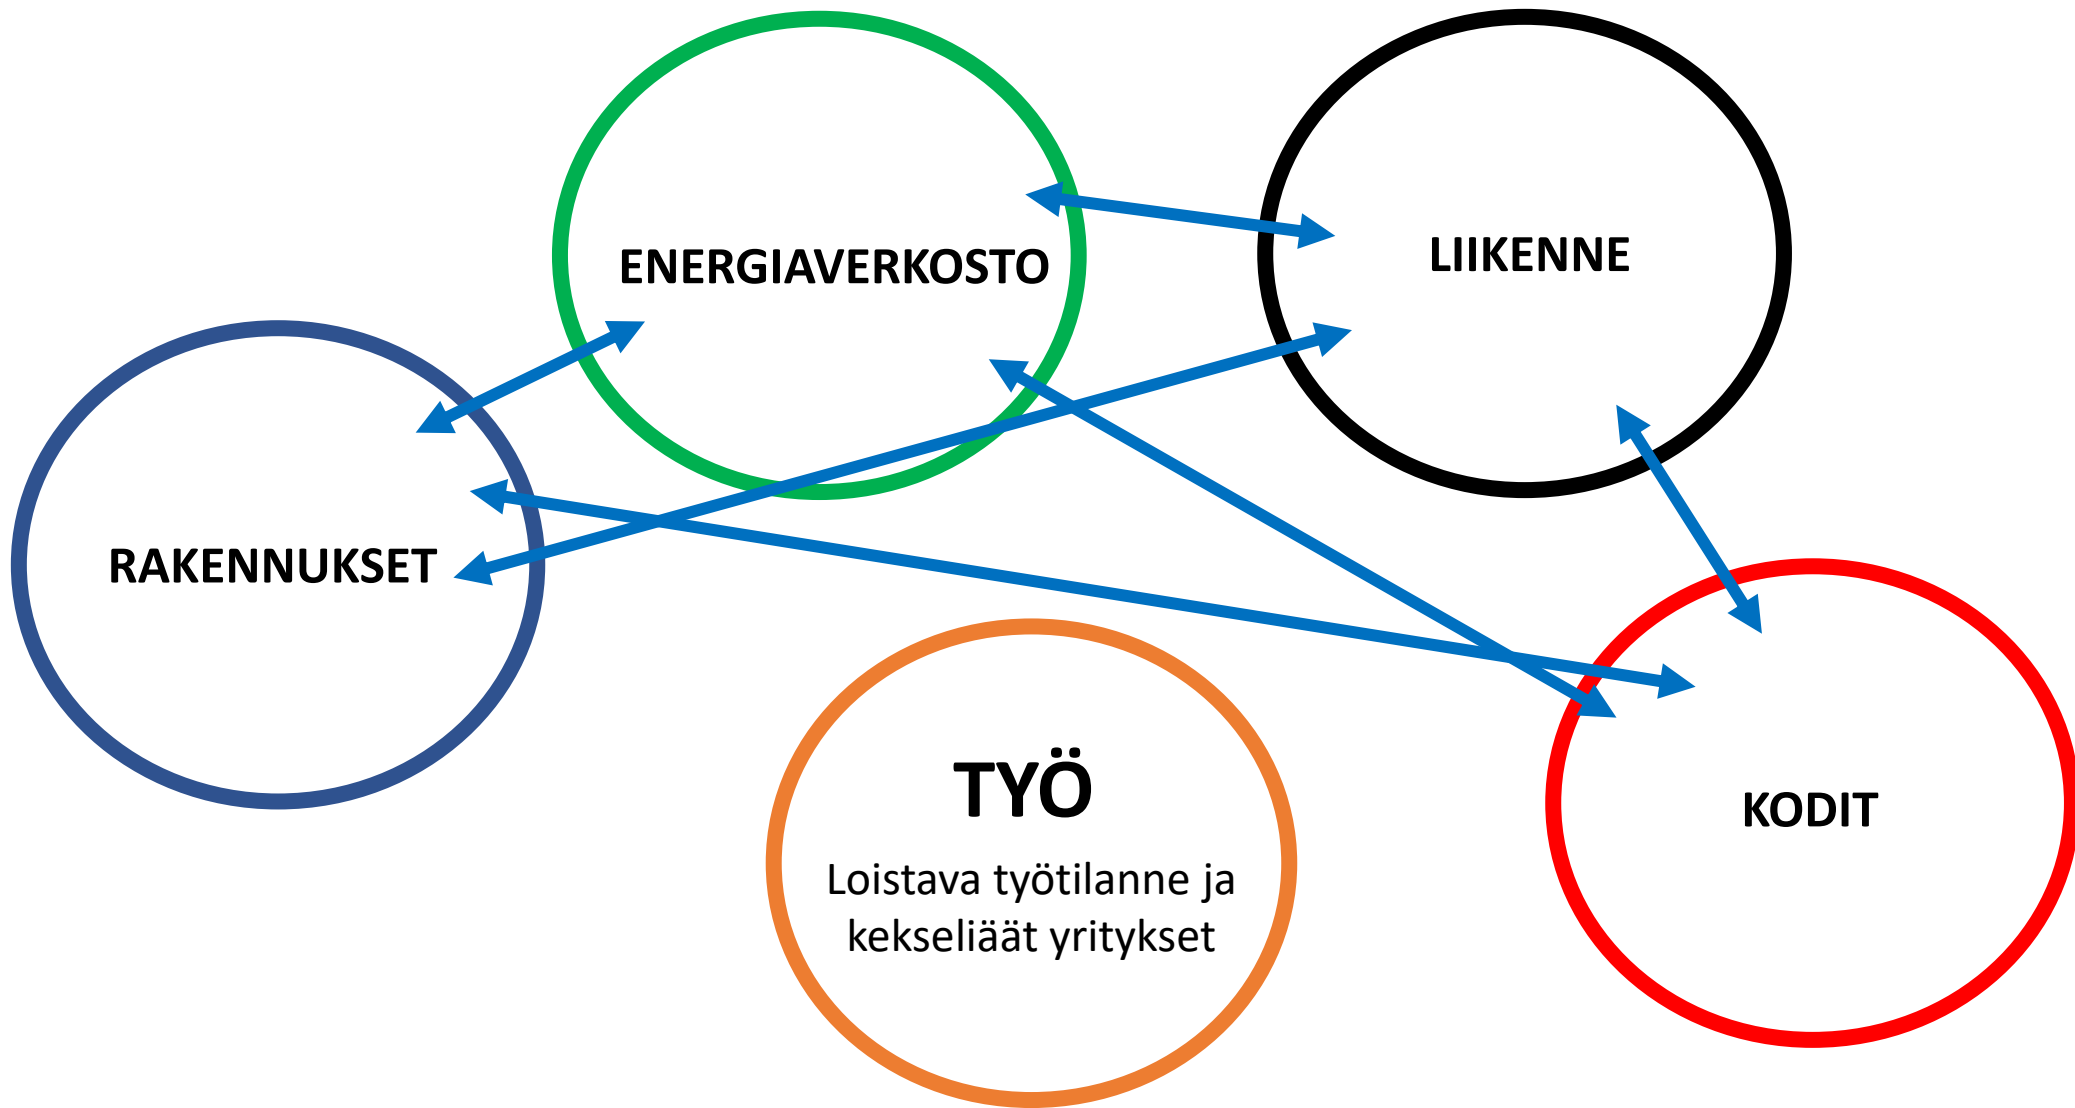 ENERGIAVERKOSTO
LIIKENNE
RAKENNUKSET
TYÖ
Loistava työtilanne ja
kekseliäät yritykset
KODIT